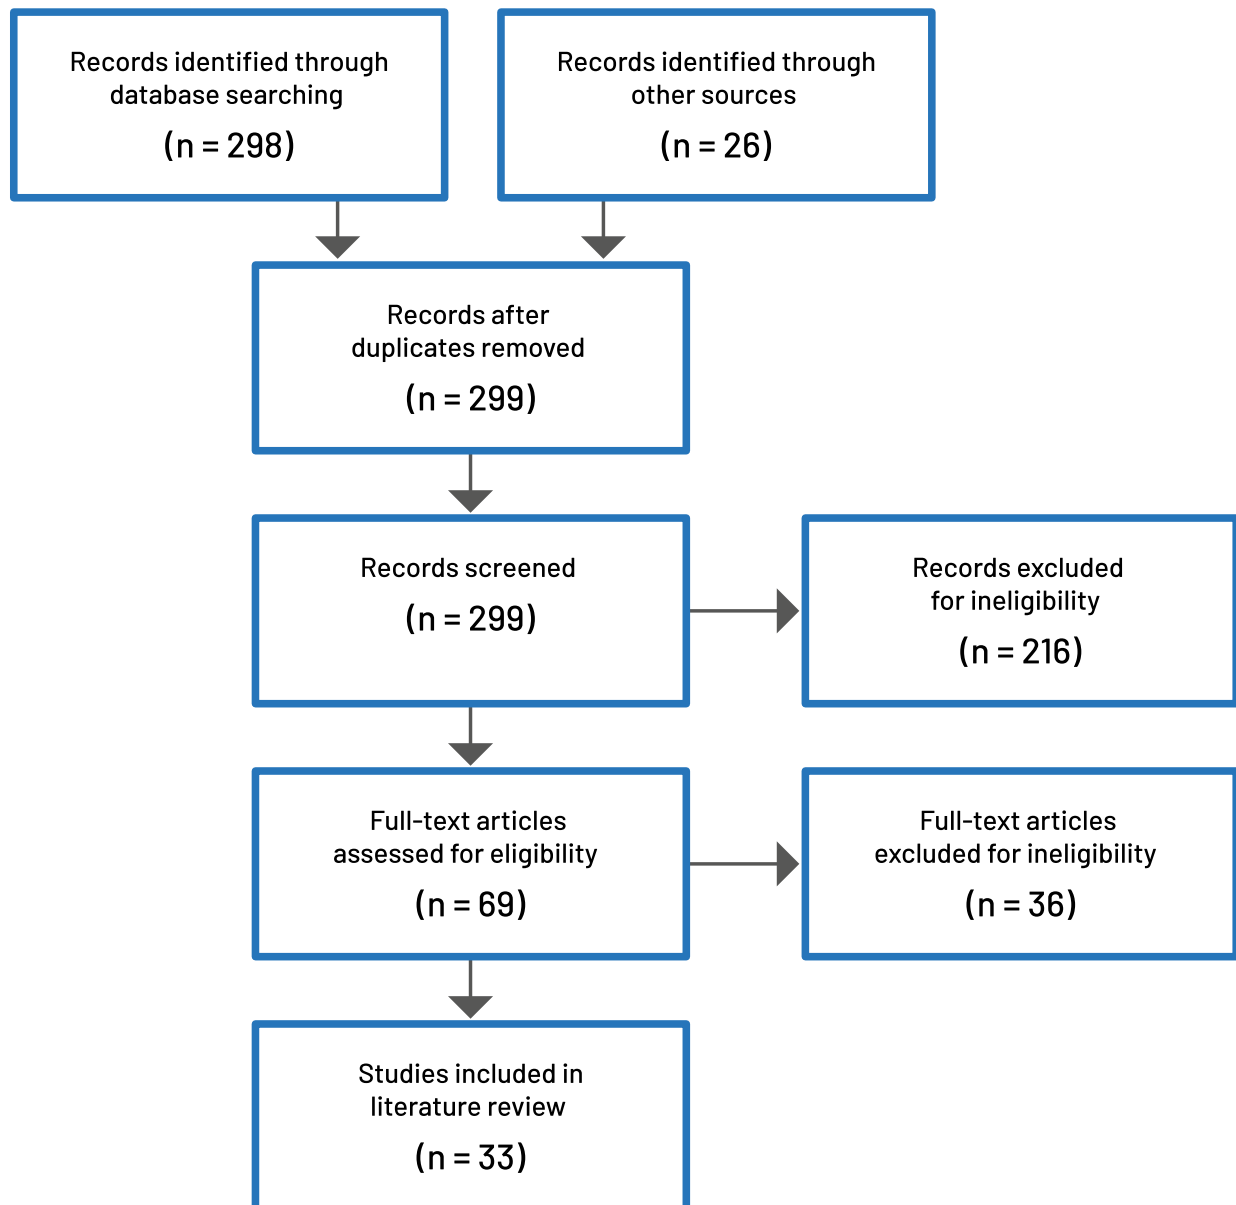 Records identified through
database searching
(n = 298)
Records identified through
other sources
(n = 26)
Records after
duplicates removed
(n = 299)
Records screened
(n = 299)
Records excluded
for ineligibility
(n = 216)
Full-text articles
assessed for eligibility
(n = 69)
Full-text articles
excluded for ineligibility
(n = 36)
Studies included in
literature review
(n = 33)